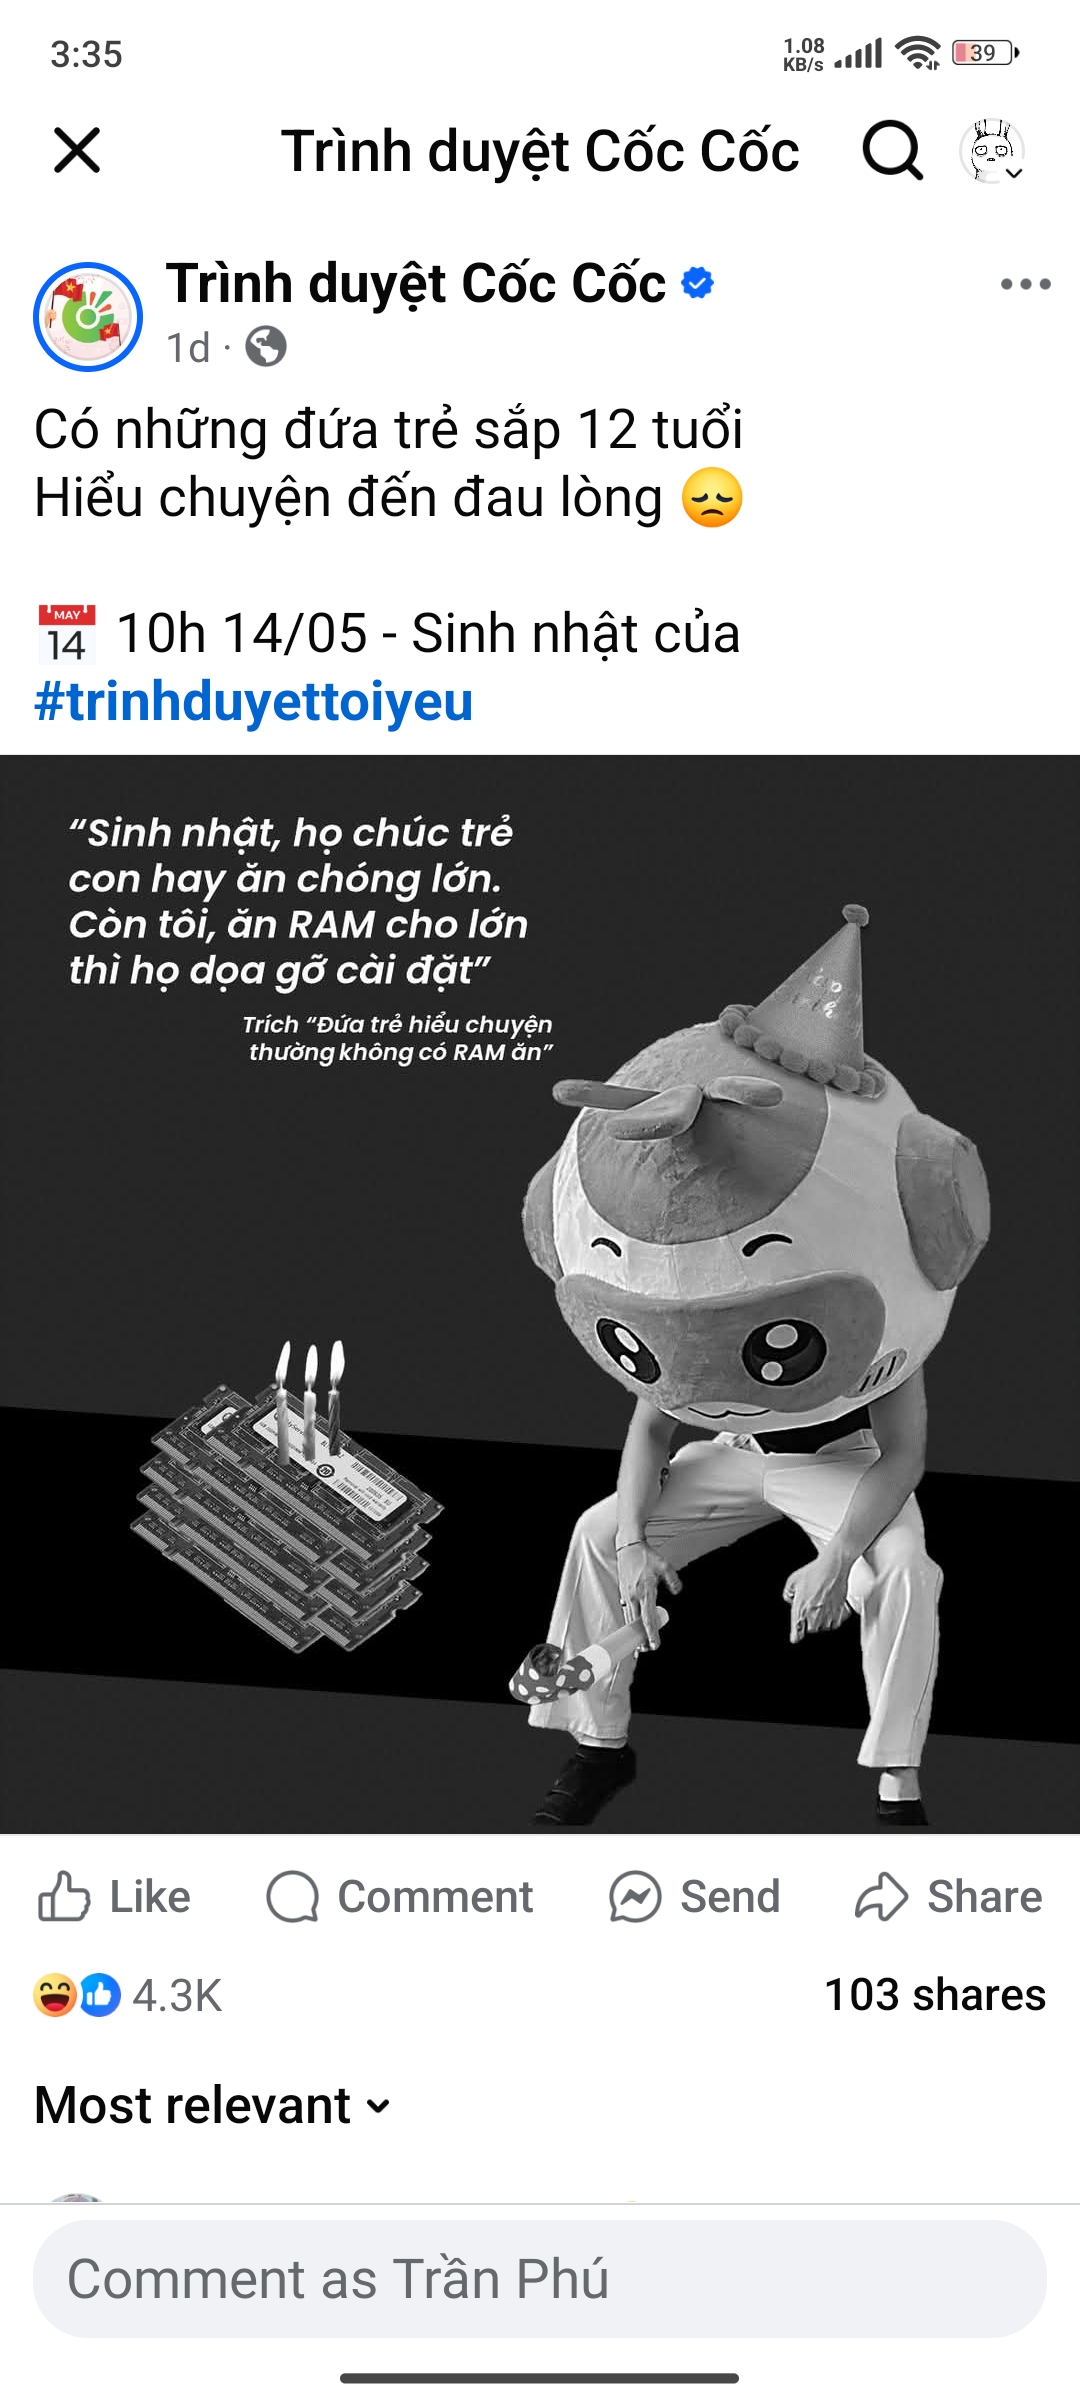 3:35
1.08
KB/s
39
Trình duyệt Cốc Cốc
Trình duyệt Cốc Cốc
1d ·
Có những đứa trẻ sắp 12 tuổi
Hiểu chuyện đến đau lòng 😞
MAY
14
10h 14/05 - Sinh nhật của
#trinhduyettoiyeu
“Sinh nhật, họ chúc trẻ
con hay ăn chóng lớn.
Còn tôi, ăn RAM cho lớn
thì họ dọa gỡ cài đặt”
Trích “Đứa trẻ hiểu chuyện
thường không có RAM ăn”
Like
Comment
Send
Share
4.3K
103 shares
Most relevant
Comment as Trần Phú